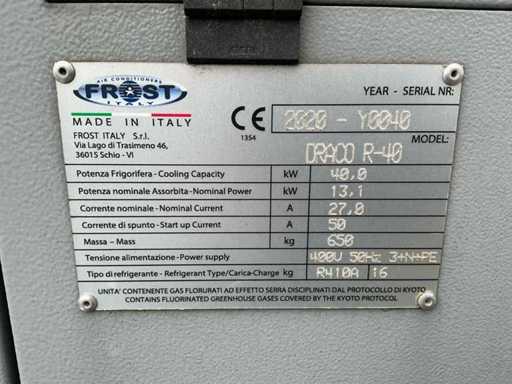 AIR CONDITIONERS
FROST
ITALY
MADE IN ITALY
FROST ITALY S.r.l.
Via Lago di Trasimeno 46,
36015 Schio - VI
CE
1354
YEAR - SERIAL NR:
2020 - Y0040
MODEL:
DRACO R-40
Potenza Frigorifera - Cooling Capacity kW 40,0
Potenza nominale Assorbita - Nominal Power kW 13,1
Corrente nominale - Nominal Current A 27,0
Corrente di spunto - Start up Current A 50
Massa - Mass kg 650
Tensione alimentazione - Power supply 400V 50Hz 3+N+PE
Tipo di refrigerante - Refrigerant Type/Carica-Charge kg R410A 16
UNITA' CONTENENTE GAS FLORURATI AD EFFETTO SERRA DISCIPLINATI DAL PROTOCOLLO DI KYOTO
CONTAINS FLUORINATED GREENHOUSE GASES COVERED BY THE KYOTO PROTOCOL